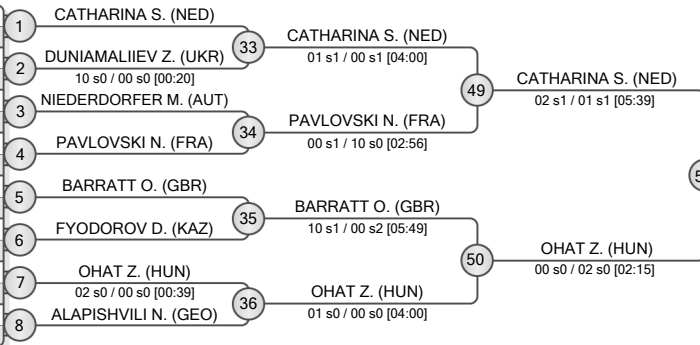 1
CATHARINA S. (NED)
2
DUNIAMALIIEV Z. (UKR)
10 s0 / 00 s0 [00:20]
3
NIEDERDORFER M. (AUT)
4
PAVLOVSKI N. (FRA)
5
BARRATT O. (GBR)
6
FYODOROV D. (KAZ)
7
OHAT Z. (HUN)
02 s0 / 00 s0 [00:39]
8
ALAPISHVILI N. (GEO)
33
CATHARINA S. (NED)
01 s1 / 00 s1 [04:00]
34
PAVLOVSKI N. (FRA)
00 s1 / 10 s0 [02:56]
35
BARRATT O. (GBR)
10 s1 / 00 s2 [05:49]
36
OHAT Z. (HUN)
01 s0 / 00 s0 [04:00]
49
CATHARINA S. (NED)
02 s1 / 01 s1 [05:39]
50
OHAT Z. (HUN)
00 s0 / 02 s0 [02:15]